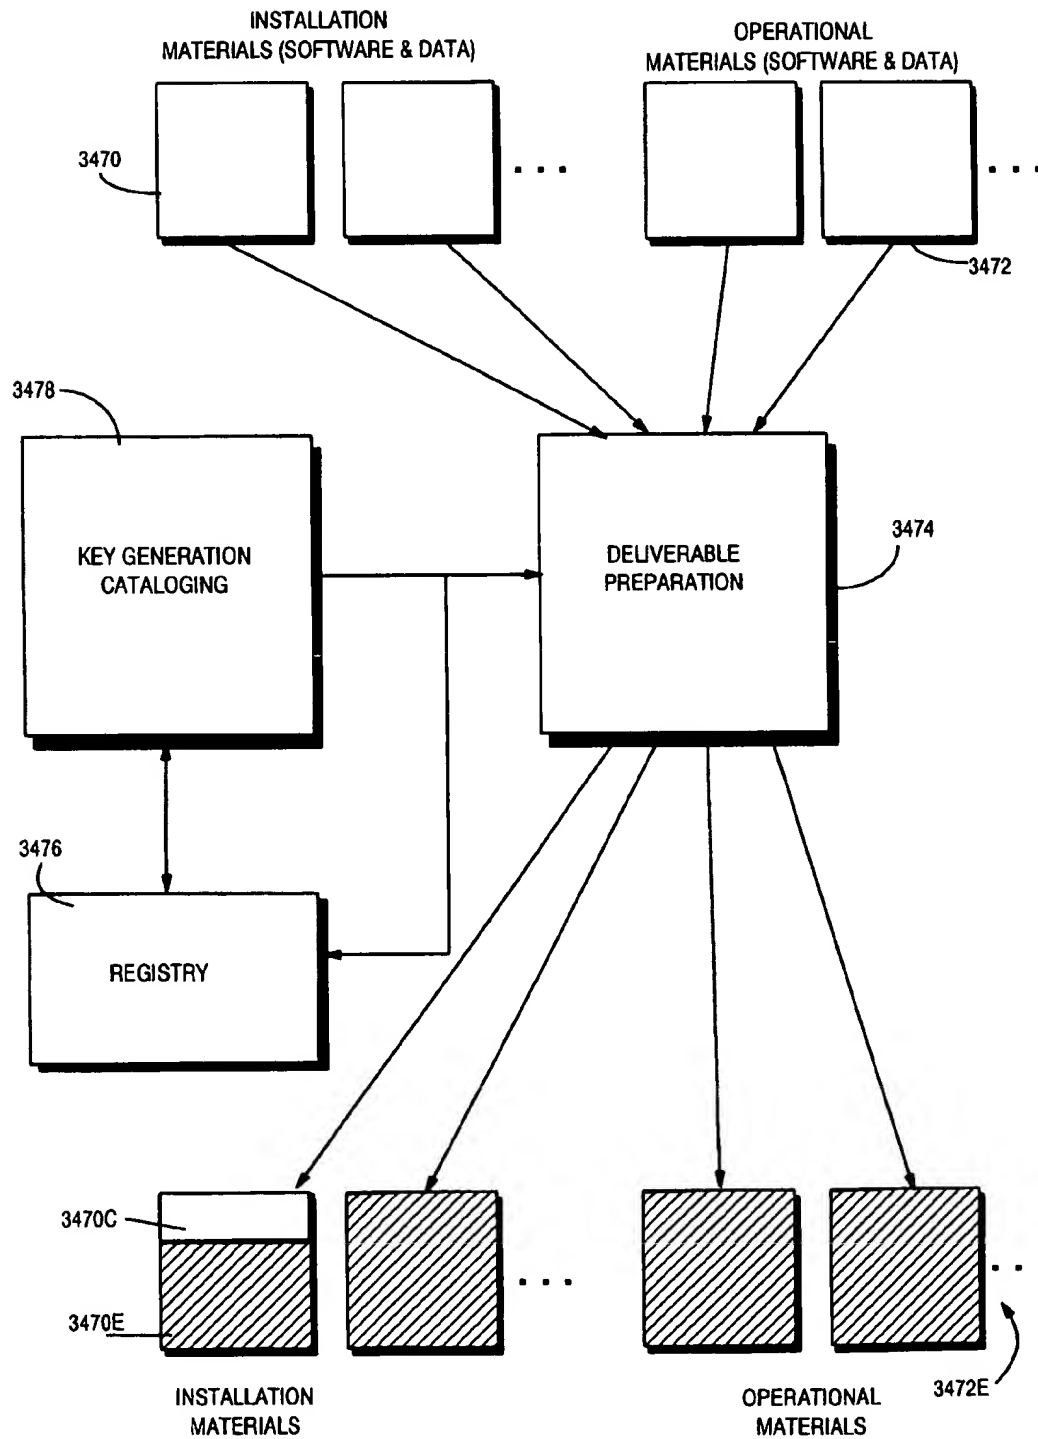 INSTALLATION
MATERIALS (SOFTWARE & DATA)
OPERATIONAL
MATERIALS (SOFTWARE & DATA)
3470
3472
3478
3474
KEY GENERATION
CATALOGING
DELIVERABLE
PREPARATION
3476
REGISTRY
3470C
3470E
3472E
INSTALLATION
MATERIALS
OPERATIONAL
MATERIALS